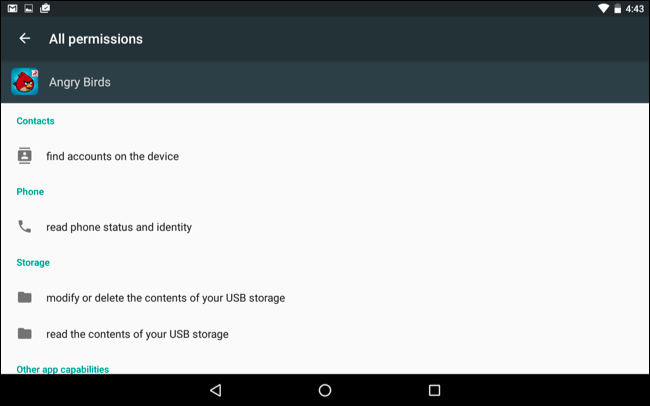 4:43
All permissions
Angry Birds
Contacts
find accounts on the device
Phone
read phone status and identity
Storage
modify or delete the contents of your USB storage
read the contents of your USB storage
Other app capabilities